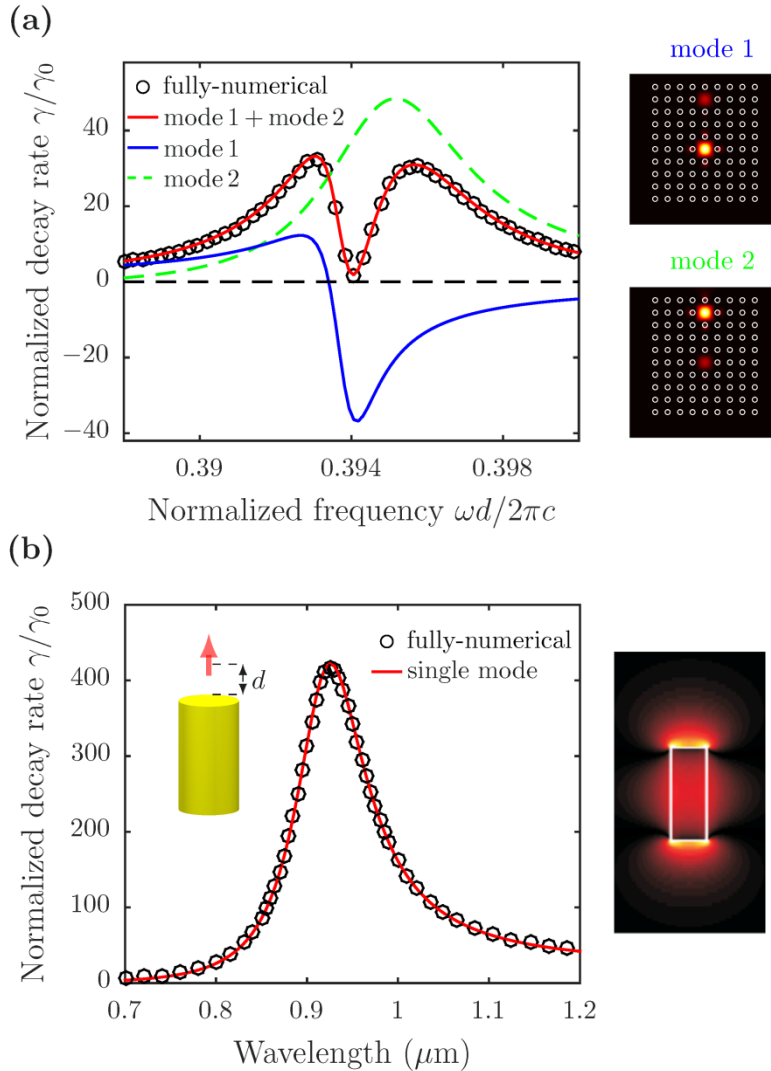 (a)
Normalized decay rate γ/γ₀
40
20
0
−20
−40
fully-numerical
mode 1 + mode 2
mode 1
mode 2
0.39
0.394
0.398
Normalized frequency ωd/2πc
mode 1
mode 2
(b)
Normalized decay rate γ/γ₀
500
400
300
200
100
0
d
fully-numerical
single mode
0.7
0.8
0.9
1
1.1
1.2
Wavelength (μm)